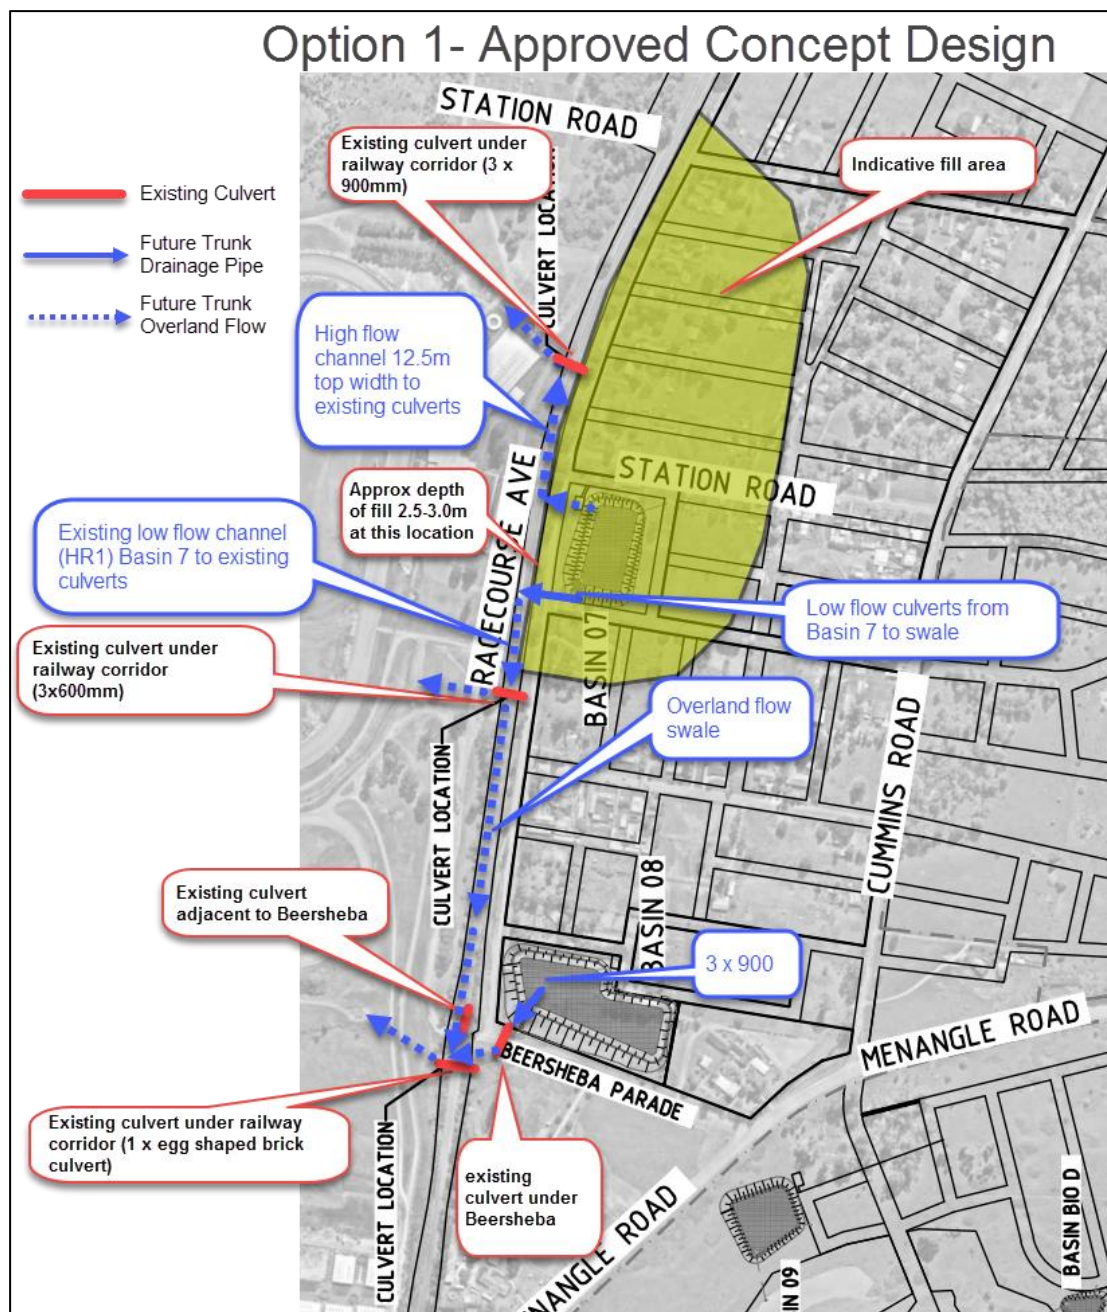 Option 1- Approved Concept Design
STATION ROAD
Existing culvert under
railway corridor (3 x
900mm)
CULVERT LOCATION
Indicative fill area
Existing Culvert
Future Trunk
Drainage Pipe
Future Trunk
Overland Flow
High flow
channel 12.5m
top width to
existing culverts
RACECOURSE AVE
STATION ROAD
Approx depth
of fill 2.5-3.0m
at this location
Existing low flow channel
(HR1) Basin 7 to existing
culverts
Low flow culverts from
Basin 7 to swale
BASIN 07
Existing culvert under
railway corridor
(3x600mm)
Overland flow
swale
CULVERT LOCATION
CUMMINS ROAD
Existing culvert
adjacent to Beersheba
BASIN 08
3 x 900
MENANGLE ROAD
BEERSHEBA PARADE
Existing culvert under railway
corridor (1 x egg shaped brick
culvert)
CULVERT LOCATION
existing
culvert under
Beersheba
NANGLE ROAD
IN 09
BASIN BIO D